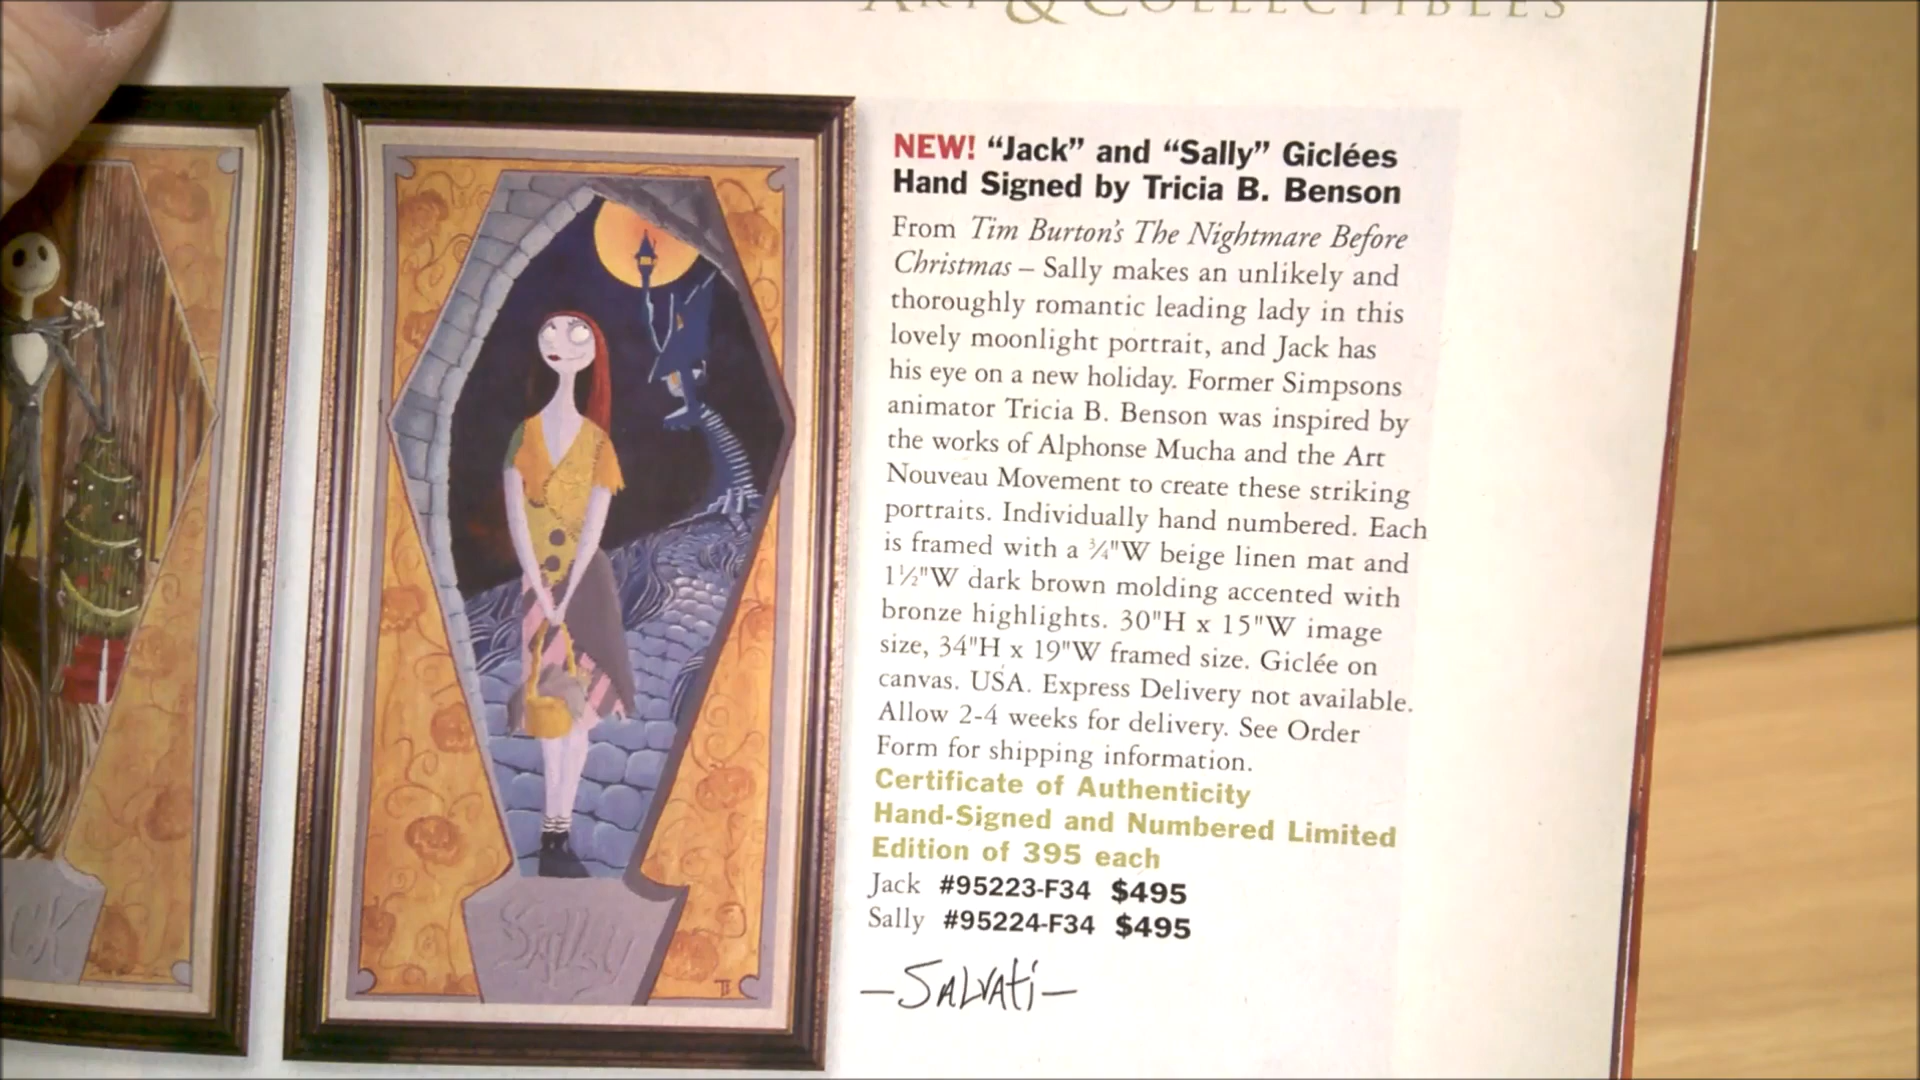 ART & COLLECTIBLES
NEW! “Jack” and “Sally” Giclées
Hand Signed by Tricia B. Benson
From Tim Burton's The Nightmare Before
Christmas – Sally makes an unlikely and
thoroughly romantic leading lady in this
lovely moonlight portrait, and Jack has
his eye on a new holiday. Former Simpsons
animator Tricia B. Benson was inspired by
the works of Alphonse Mucha and the Art
Nouveau Movement to create these striking
portraits. Individually hand numbered. Each
is framed with a ¾"W beige linen mat and
1½"W dark brown molding accented with
bronze highlights. 30"H x 15"W image
size, 34"H x 19"W framed size. Giclée on
canvas. USA. Express Delivery not available.
Allow 2-4 weeks for delivery. See Order
Form for shipping information.
Certificate of Authenticity
Hand-Signed and Numbered Limited
Edition of 395 each
Jack #95223-F34 $495
Sally #95224-F34 $495
–SALVATi–
CK
SALLY
TB